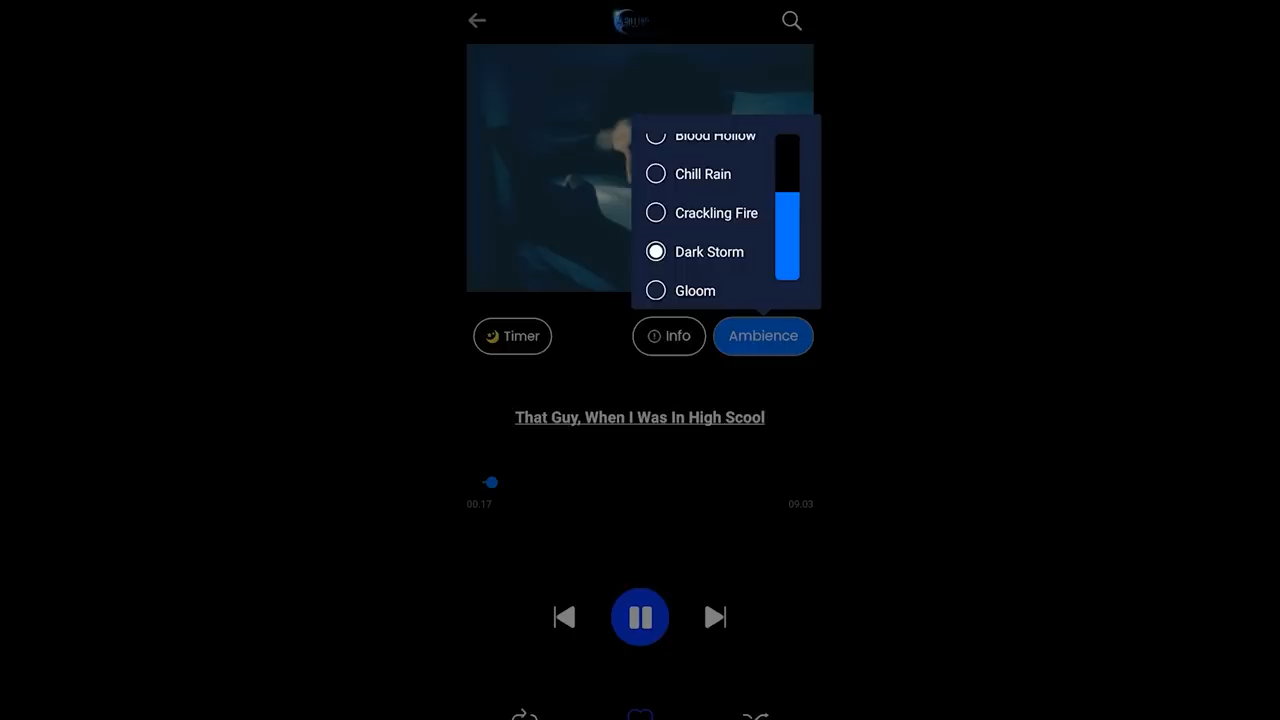 Blood Hollow
Chill Rain
Crackling Fire
Dark Storm
Gloom
Timer
Info
Ambience
That Guy, When I Was In High Scool
00.17
09.03